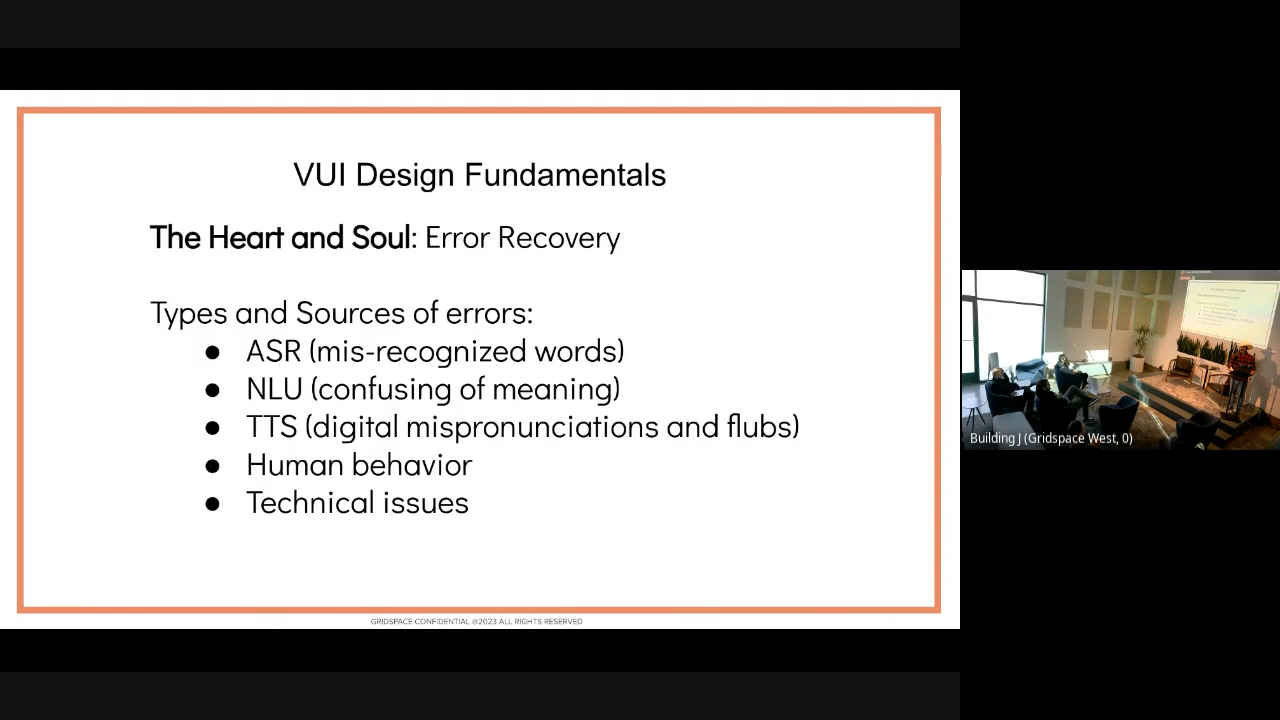 VUI Design Fundamentals
The Heart and Soul: Error Recovery
Types and Sources of errors:
● ASR (mis-recognized words)
● NLU (confusing of meaning)
● TTS (digital mispronunciations and flubs)
● Human behavior
● Technical issues
GRIDSPACE CONFIDENTIAL @2023 ALL RIGHTS RESERVED
Building J (Gridspace West, 0)